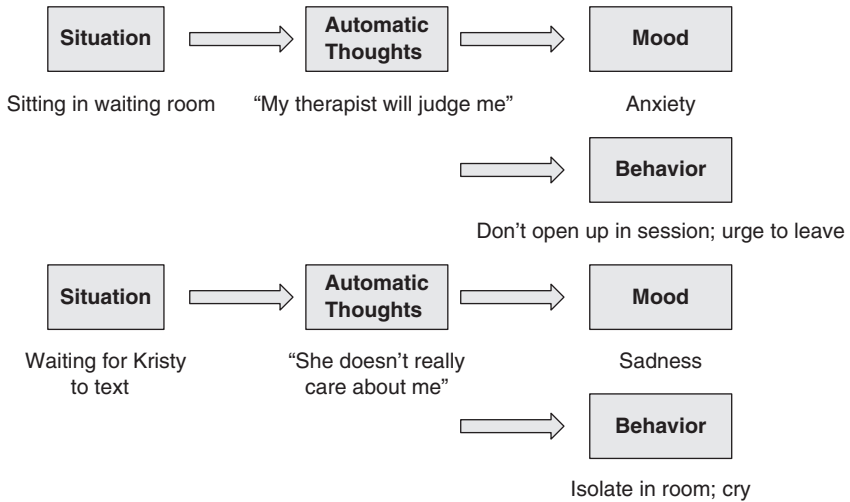 Situation
Automatic
Thoughts
Mood
Sitting in waiting room
“My therapist will judge me”
Anxiety
Behavior
Don’t open up in session; urge to leave
Situation
Automatic
Thoughts
Mood
Waiting for Kristy
to text
“She doesn’t really
care about me”
Sadness
Behavior
Isolate in room; cry